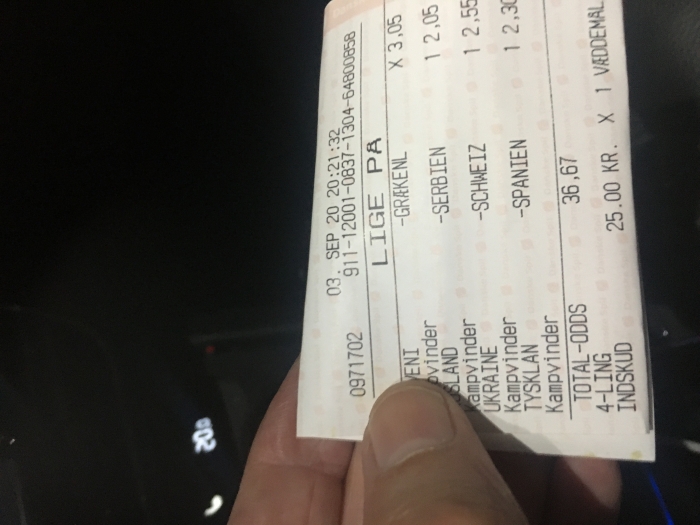 0971702 03. SEP 20 20:21:32
911-12001-0837-1304-64800858
LIGE PÅ
-GRÆKENL
X 3,05
-SERBIEN
Kampvinder 1 2,05
UKRAINE -SCHWEIZ
Kampvinder 1 2,55
TYSKLAN -SPANIEN
Kampvinder 1 2,30
TOTAL-ODDS 36,67
4-LING
INDSKUD 25.00 KR. X 1 VÆDDEMÅL